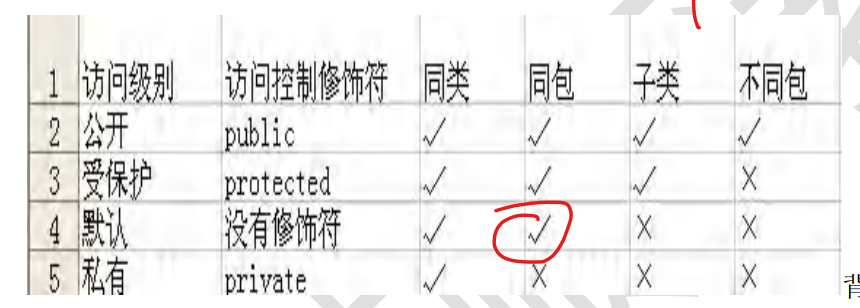 1 访问级别 访问控制修饰符 同类 同包 子类 不同包
2 公开 public ✓ ✓ ✓ ✓
3 受保护 protected ✓ ✓ ✓ ×
4 默认 没有修饰符 ✓ ✓ × ×
5 私有 private ✓ × × ×